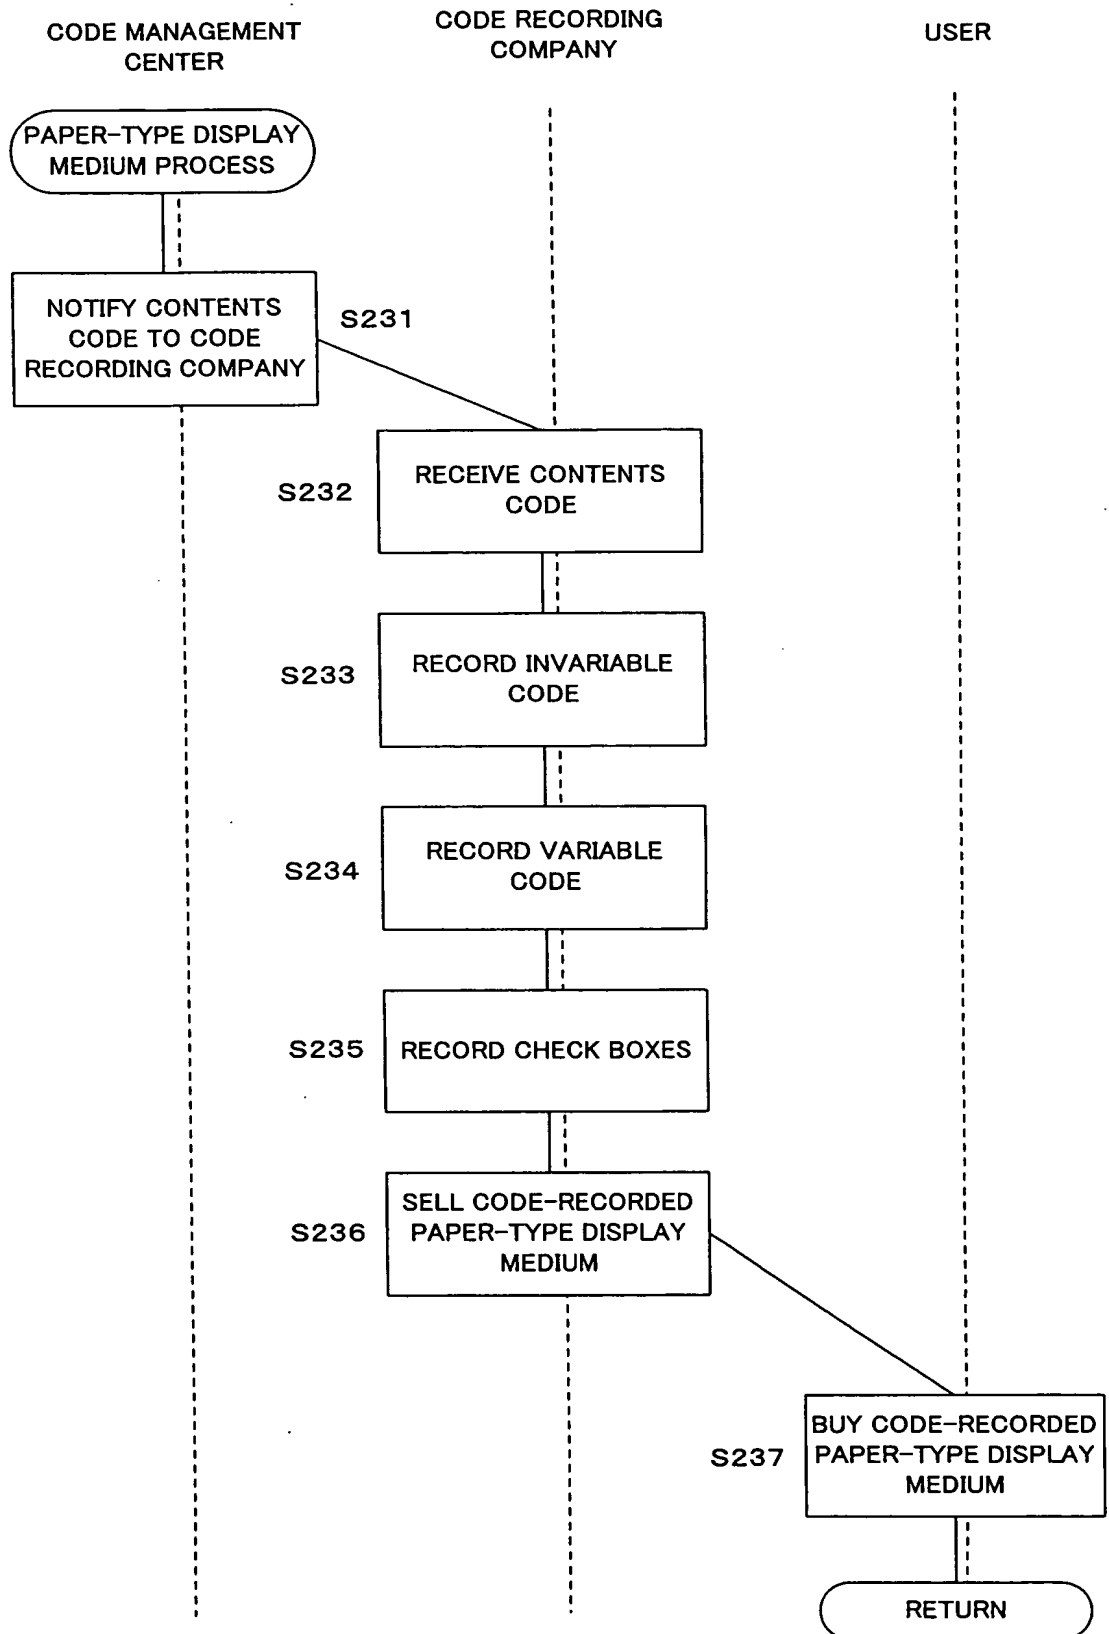 CODE MANAGEMENT
CENTER
CODE RECORDING
COMPANY
USER
PAPER-TYPE DISPLAY
MEDIUM PROCESS
NOTIFY CONTENTS
CODE TO CODE
RECORDING COMPANY
S231
S232
RECEIVE CONTENTS
CODE
S233
RECORD INVARIABLE
CODE
S234
RECORD VARIABLE
CODE
S235
RECORD CHECK BOXES
S236
SELL CODE-RECORDED
PAPER-TYPE DISPLAY
MEDIUM
S237
BUY CODE-RECORDED
PAPER-TYPE DISPLAY
MEDIUM
RETURN